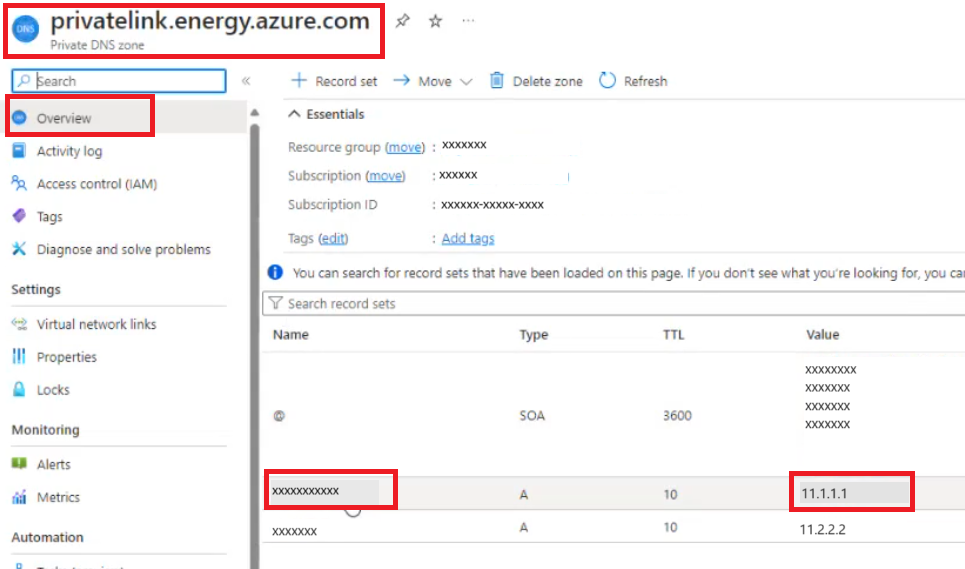 privatelink.energy.azure.com
DNS
Private DNS zone
Search
Overview
Activity log
Access control (IAM)
Tags
Diagnose and solve problems
Settings
Virtual network links
Properties
Locks
Monitoring
Alerts
Metrics
Automation
Record set
Move
Delete zone
Refresh
Essentials
Resource group (move) : xxxxxxx
Subscription (move) : xxxxxx
Subscription ID : xxxxxx-xxxxx-xxxx
Tags (edit) : Add tags
You can search for record sets that have been loaded on this page. If you don't see what you're looking for, you can
Search record sets
Name Type TTL Value
@ SOA 3600 xxxxxxxx
xxxxxxx
xxxxxxx
xxxxxxx
xxxxxxxxxxx A 10 11.1.1.1
xxxxxxx A 10 11.2.2.2